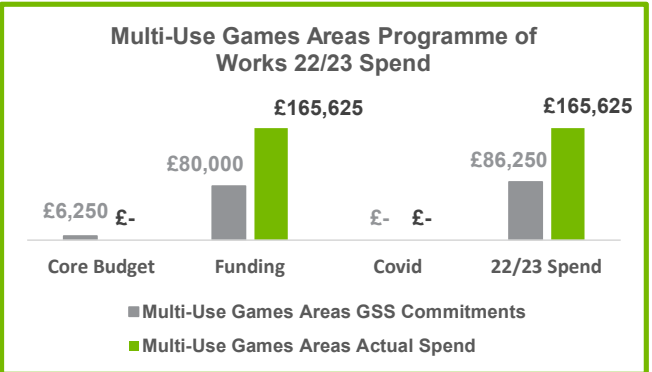 Multi-Use Games Areas Programme of
Works 22/23 Spend
£165,625
£165,625
£80,000
£86,250
£6,250
£-
£-
£-
Core Budget
Funding
Covid
22/23 Spend
Multi-Use Games Areas GSS Commitments
Multi-Use Games Areas Actual Spend